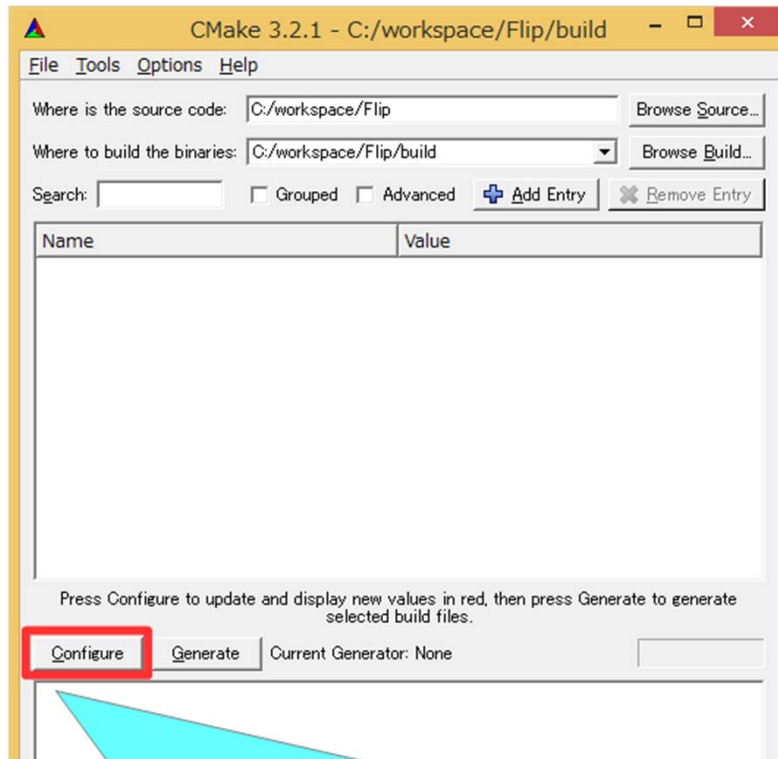 CMake 3.2.1 - C:/workspace/Flip/build
File Tools Options Help
Where is the source code: C:/workspace/Flip Browse Source...
Where to build the binaries: C:/workspace/Flip/build Browse Build...
Search: Grouped Advanced Add Entry Remove Entry
Name Value
Press Configure to update and display new values in red, then press Generate to generate
selected build files.
Configure Generate Current Generator: None